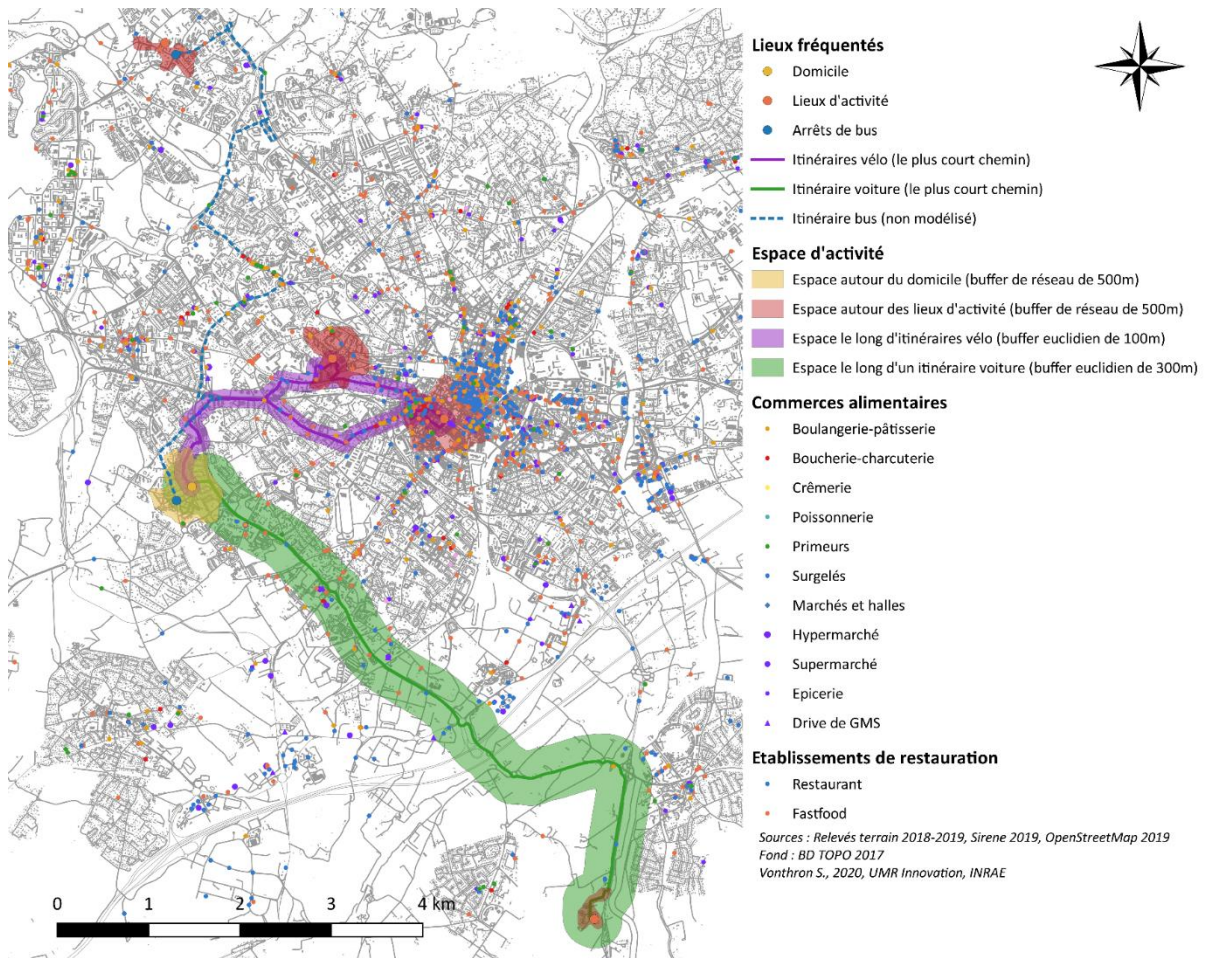 Lieux fréquentés
Domicile
Lieux d'activité
Arrêts de bus
Itinéraires vélo (le plus court chemin)
Itinéraire voiture (le plus court chemin)
Itinéraire bus (non modélisé)
Espace d'activité
Espace autour du domicile (buffer de réseau de 500m)
Espace autour des lieux d'activité (buffer de réseau de 500m)
Espace le long d'itinéraires vélo (buffer euclidien de 100m)
Espace le long d'un itinéraire voiture (buffer euclidien de 300m)
Commerces alimentaires
Boulangerie-pâtisserie
Boucherie-charcuterie
Crêmerie
Poissonnerie
Primeurs
Surgelés
Marchés et halles
Hypermarché
Supermarché
Epicerie
Drive de GMS
Etablissements de restauration
Restaurant
Fastfood
Sources : Relevés terrain 2018-2019, Sirene 2019, OpenStreetMap 2019
Fond : BD TOPO 2017
Vonthron S., 2020, UMR Innovation, INRAE
0 1 2 3 4 km